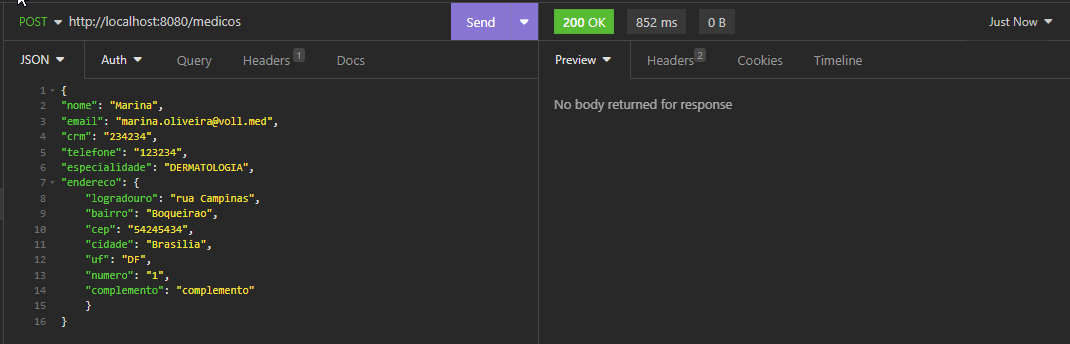 POST http://localhost:8080/medicos Send 200 OK 852 ms 0 B Just Now
JSON Auth Query Headers 1 Docs Preview Headers 2 Cookies Timeline
1 {
2 "nome": "Marina",
3 "email": "marina.oliveira@voll.med",
4 "crm": "234234",
5 "telefone": "123234",
6 "especialidade": "DERMATOLOGIA",
7 "endereco": {
8 "logradouro": "rua Campinas",
9 "bairro": "Boqueirao",
10 "cep": "54245434",
11 "cidade": "Brasilia",
12 "uf": "DF",
13 "numero": "1",
14 "complemento": "complemento"
15 }
16 }
No body returned for response